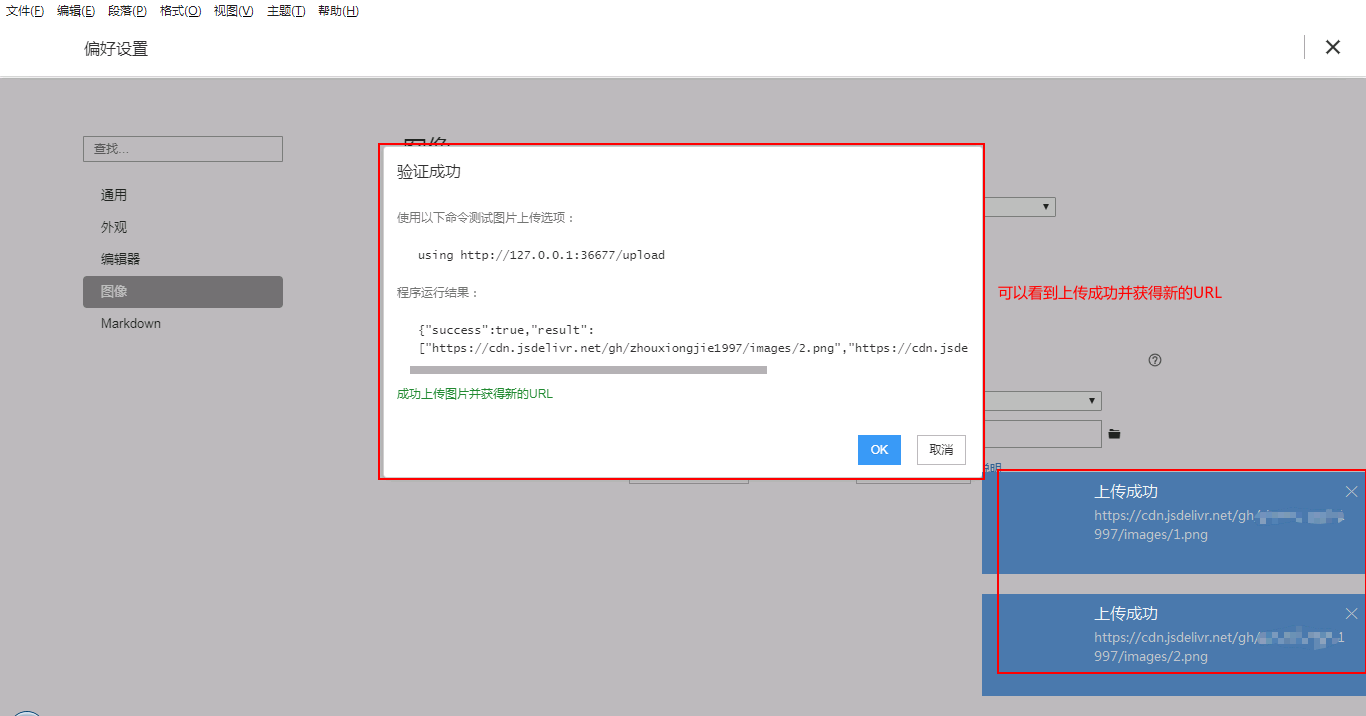 文件(F) 编辑(E) 段落(P) 格式(O) 视图(V) 主题(T) 帮助(H)
偏好设置
查找...
通用
外观
编辑器
图像
Markdown
图像
验证成功
使用以下命令测试图片上传选项：
using http://127.0.0.1:36677/upload
程序运行结果：
{"success":true,"result":
["https://cdn.jsdelivr.net/gh/zhouxiongjie1997/images/2.png","https://cdn.jsde
成功上传图片并获得新的URL
OK 取消
可以看到上传成功并获得新的URL
说明
上传成功
https://cdn.jsdelivr.net/gh
997/images/1.png
上传成功
https://cdn.jsdelivr.net/gh/ 1
997/images/2.png